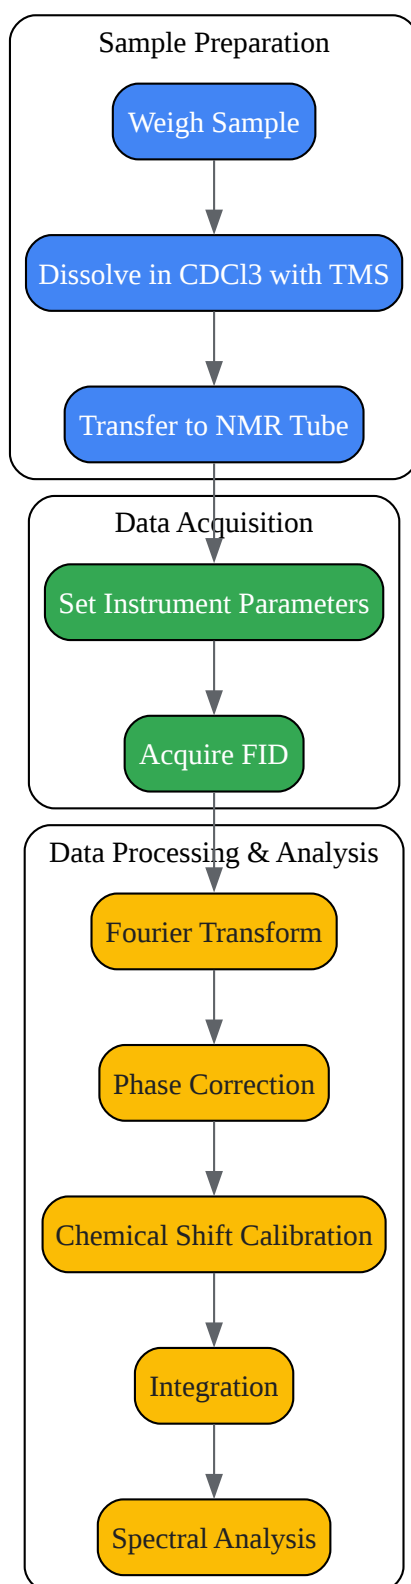 Sample Preparation
Weigh Sample
Dissolve in CDCl3 with TMS
Transfer to NMR Tube
Data Acquisition
Set Instrument Parameters
Acquire FID
Data Processing & Analysis
Fourier Transform
Phase Correction
Chemical Shift Calibration
Integration
Spectral Analysis